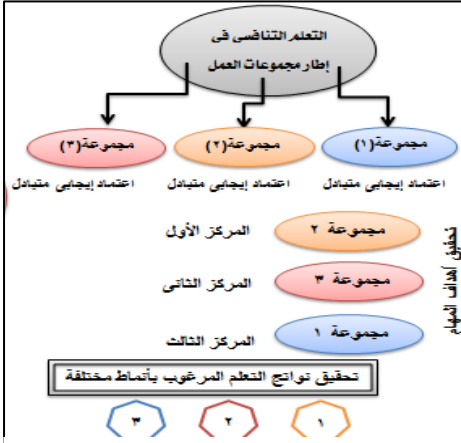 التعلم التنافسى فى
إطار مجموعات العمل
مجموعة(١) مجموعة(٢) مجموعة(٣)
اعتماد إيجابى متبادل اعتماد إيجابى متبادل اعتماد إيجابى متبادل
تحقيق أهداف المهام
مجموعة ٢ المركز الأول
مجموعة ٣ المركز الثانى
مجموعة ١ المركز الثالث
تحقيق نواتج التعلم المرغوب بأنماط مختلفة
١ ٢ ٣